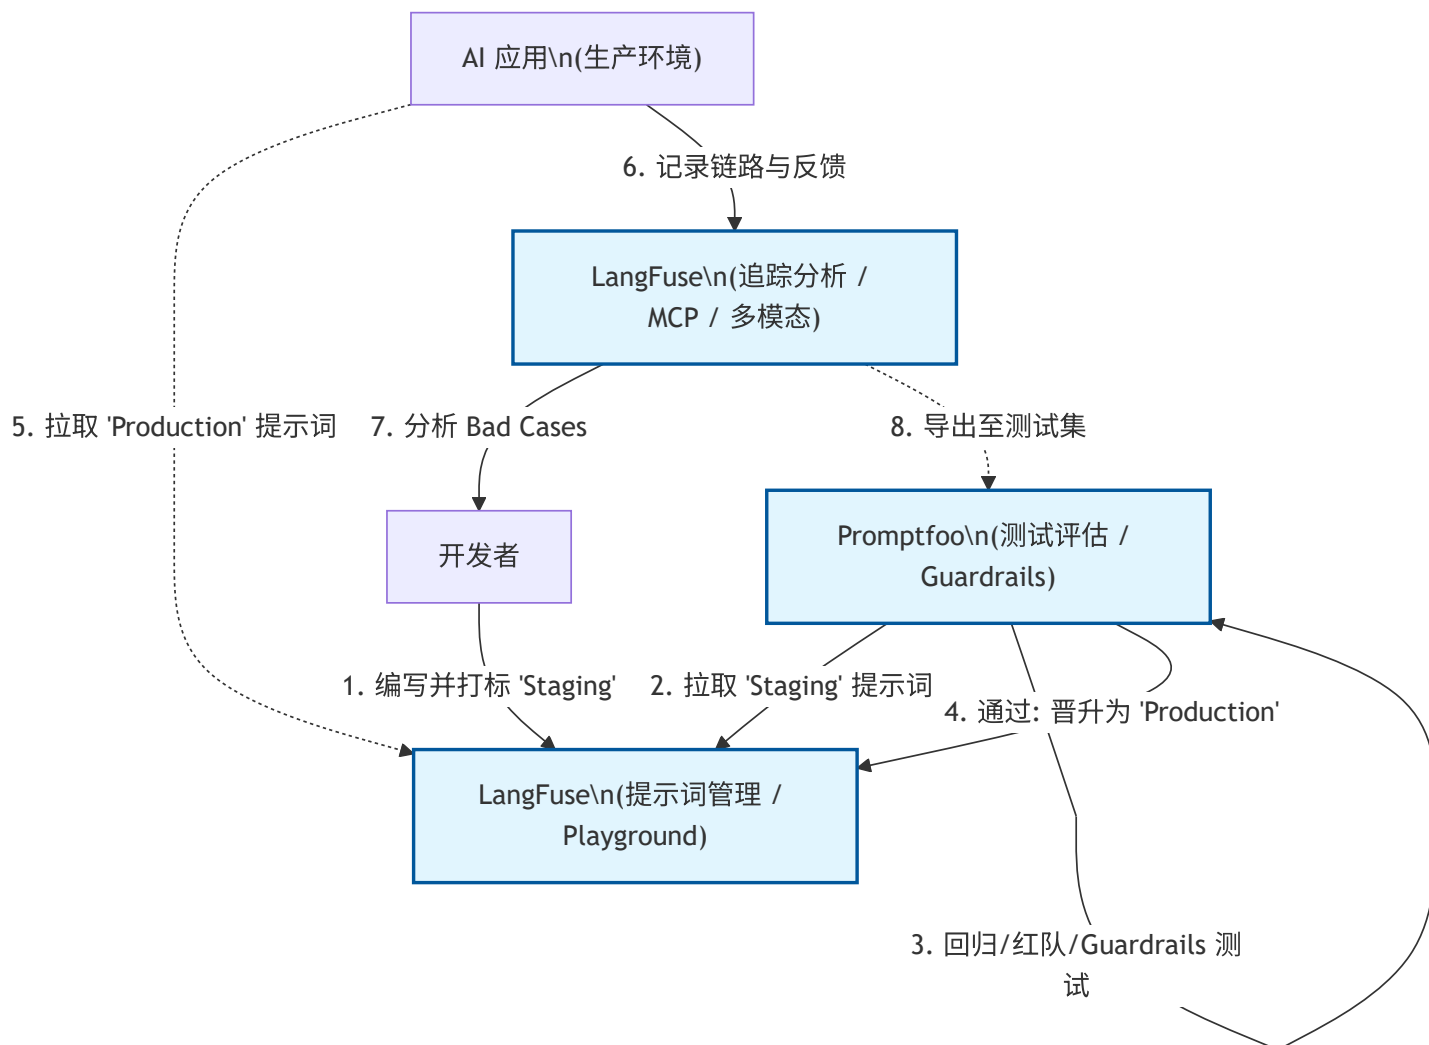 AI 应用\n(生产环境)
6. 记录链路与反馈
LangFuse\n(追踪分析 /
MCP / 多模态)
5. 拉取 'Production' 提示词
7. 分析 Bad Cases
8. 导出至测试集
开发者
Promptfoo\n(测试评估 /
Guardrails)
1. 编写并打标 'Staging'
2. 拉取 'Staging' 提示词
4. 通过: 晋升为 'Production'
LangFuse\n(提示词管理 /
Playground)
3. 回归/红队/Guardrails 测
试